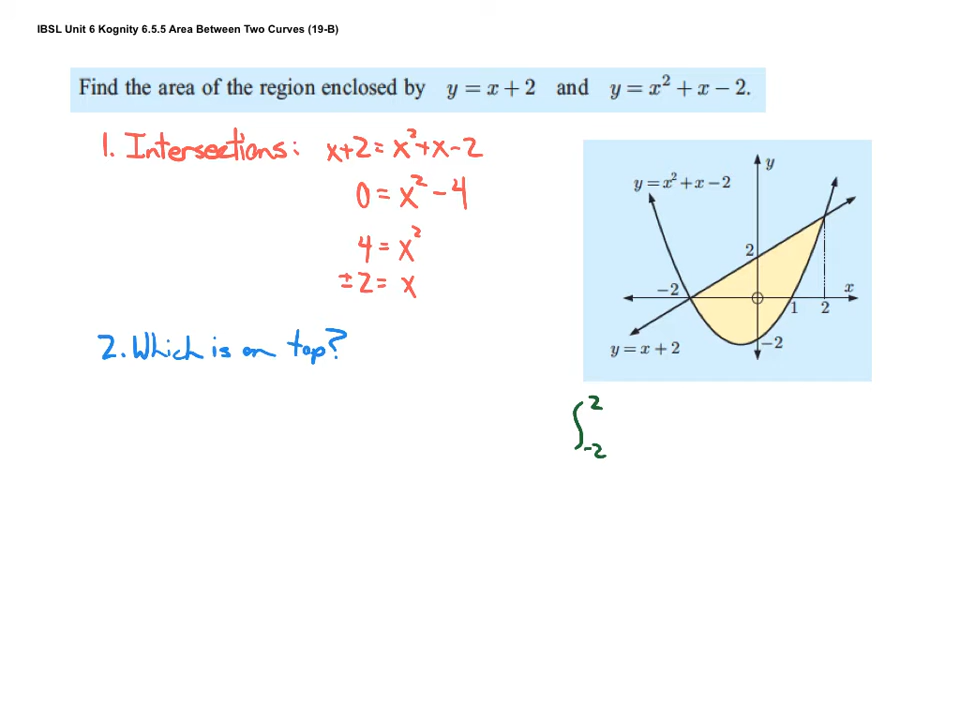 IBSL Unit 6 Kognity 6.5.5 Area Between Two Curves (19-B)
Find the area of the region enclosed by y = x + 2 and y = x² + x − 2.
1. Intersections: x+2 = x²+x−2
0 = x² − 4
4 = x²
±2 = x
2. Which is on top?
y
y = x² + x − 2
2
−2
x
1
2
y = x + 2
−2
∫
2
-2